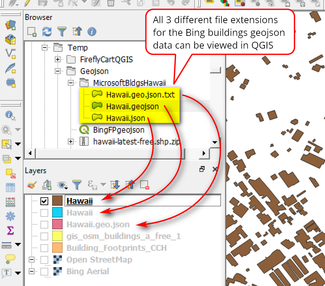 All 3 different file extensions
for the Bing buildings geojson
data can be viewed in QGIS
Browser
Temp
FireflyCartQGIS
Geojson
MicrosoftBldgsHawaii
Hawaii.geo.json.txt
Hawaii.geojson
Hawaii.json
BingFPgeojson
hawaii-latest-free.shp.zip
Layers
Hawaii
Hawaii
Hawaii.geo.json
gis_osm_buildings_a_free_1
Building_footprints_CCH
Open StreetMap
Bing Aerial